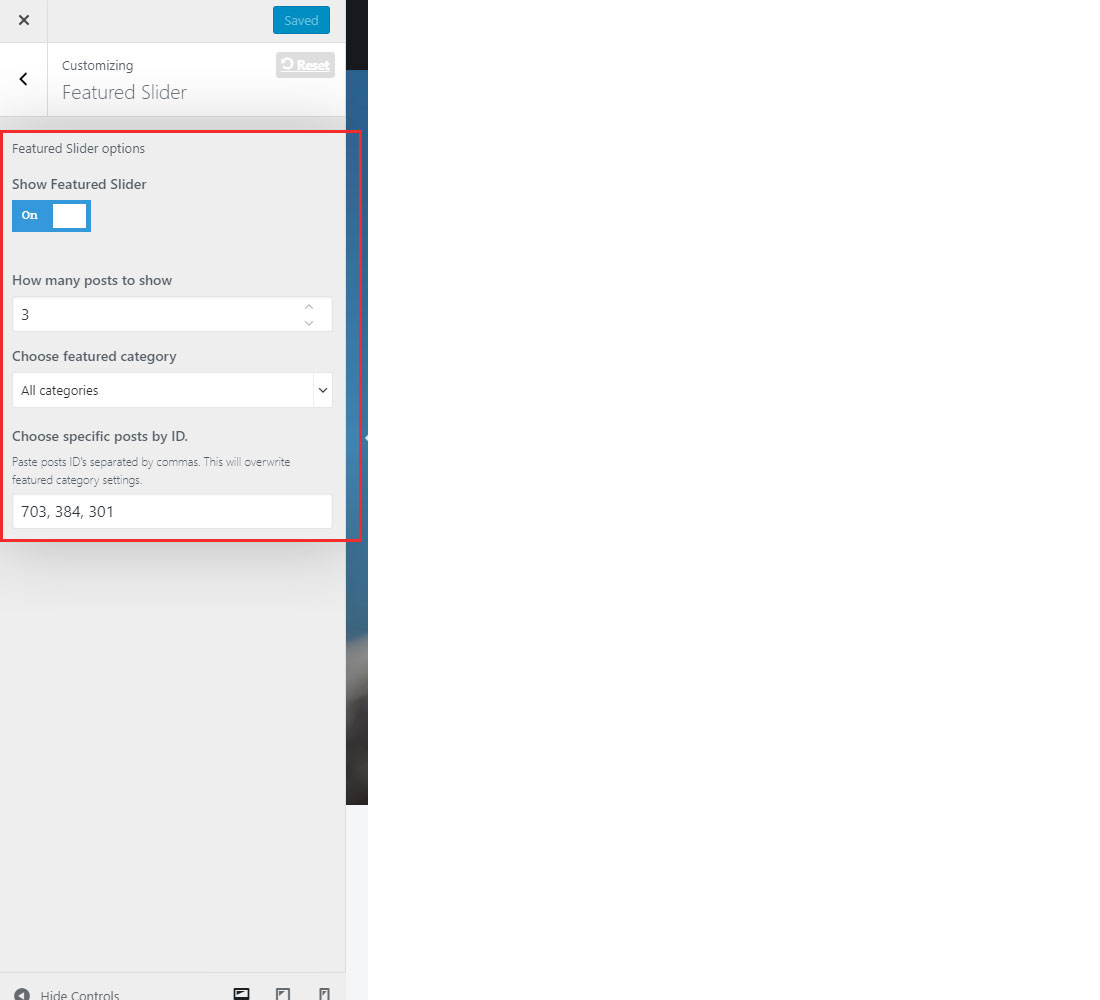 Saved
Customizing
Reset
Featured Slider
Featured Slider options
Show Featured Slider
On
How many posts to show
3
Choose featured category
All categories
Choose specific posts by ID.
Paste posts ID's separated by commas. This will overwrite
featured category settings.
703, 384, 301
Hide Controls